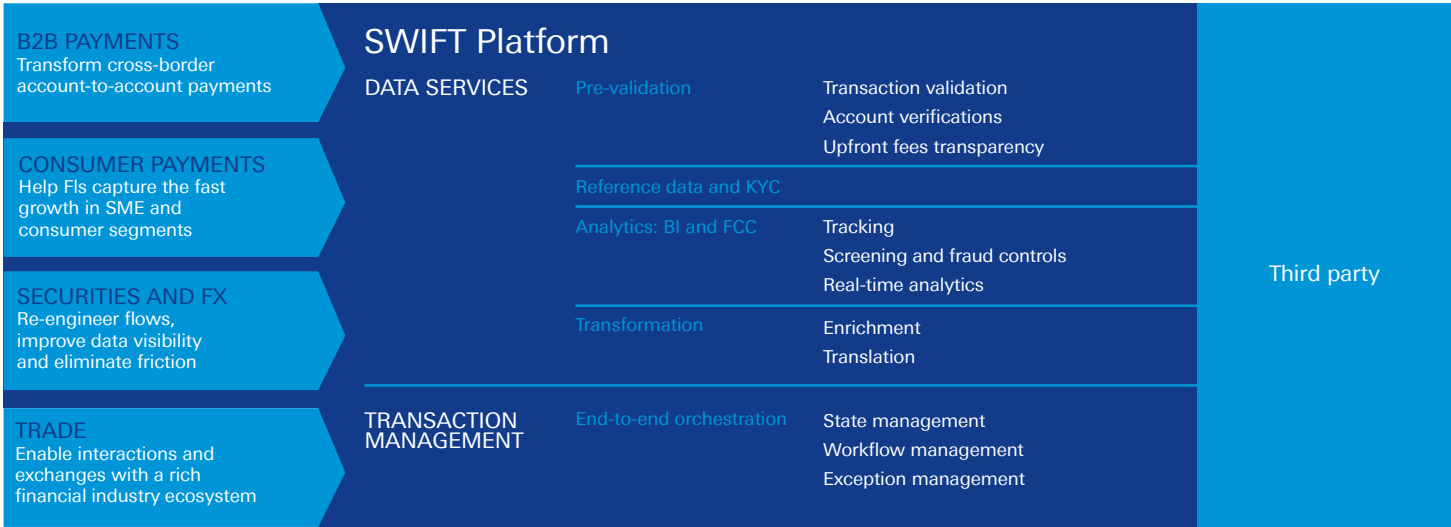 B2B PAYMENTS
Transform cross-border
account-to-account payments
CONSUMER PAYMENTS
Help FIs capture the fast
growth in SME and
consumer segments
SECURITIES AND FX
Re-engineer flows,
improve data visibility
and eliminate friction
TRADE
Enable interactions and
exchanges with a rich
financial industry ecosystem
SWIFT Platform
DATA SERVICES
Pre-validation
Transaction validation
Account verifications
Upfront fees transparency
Reference data and KYC
Analytics: BI and FCC
Tracking
Screening and fraud controls
Real-time analytics
Transformation
Enrichment
Translation
TRANSACTION
MANAGEMENT
End-to-end orchestration
State management
Workflow management
Exception management
Third party